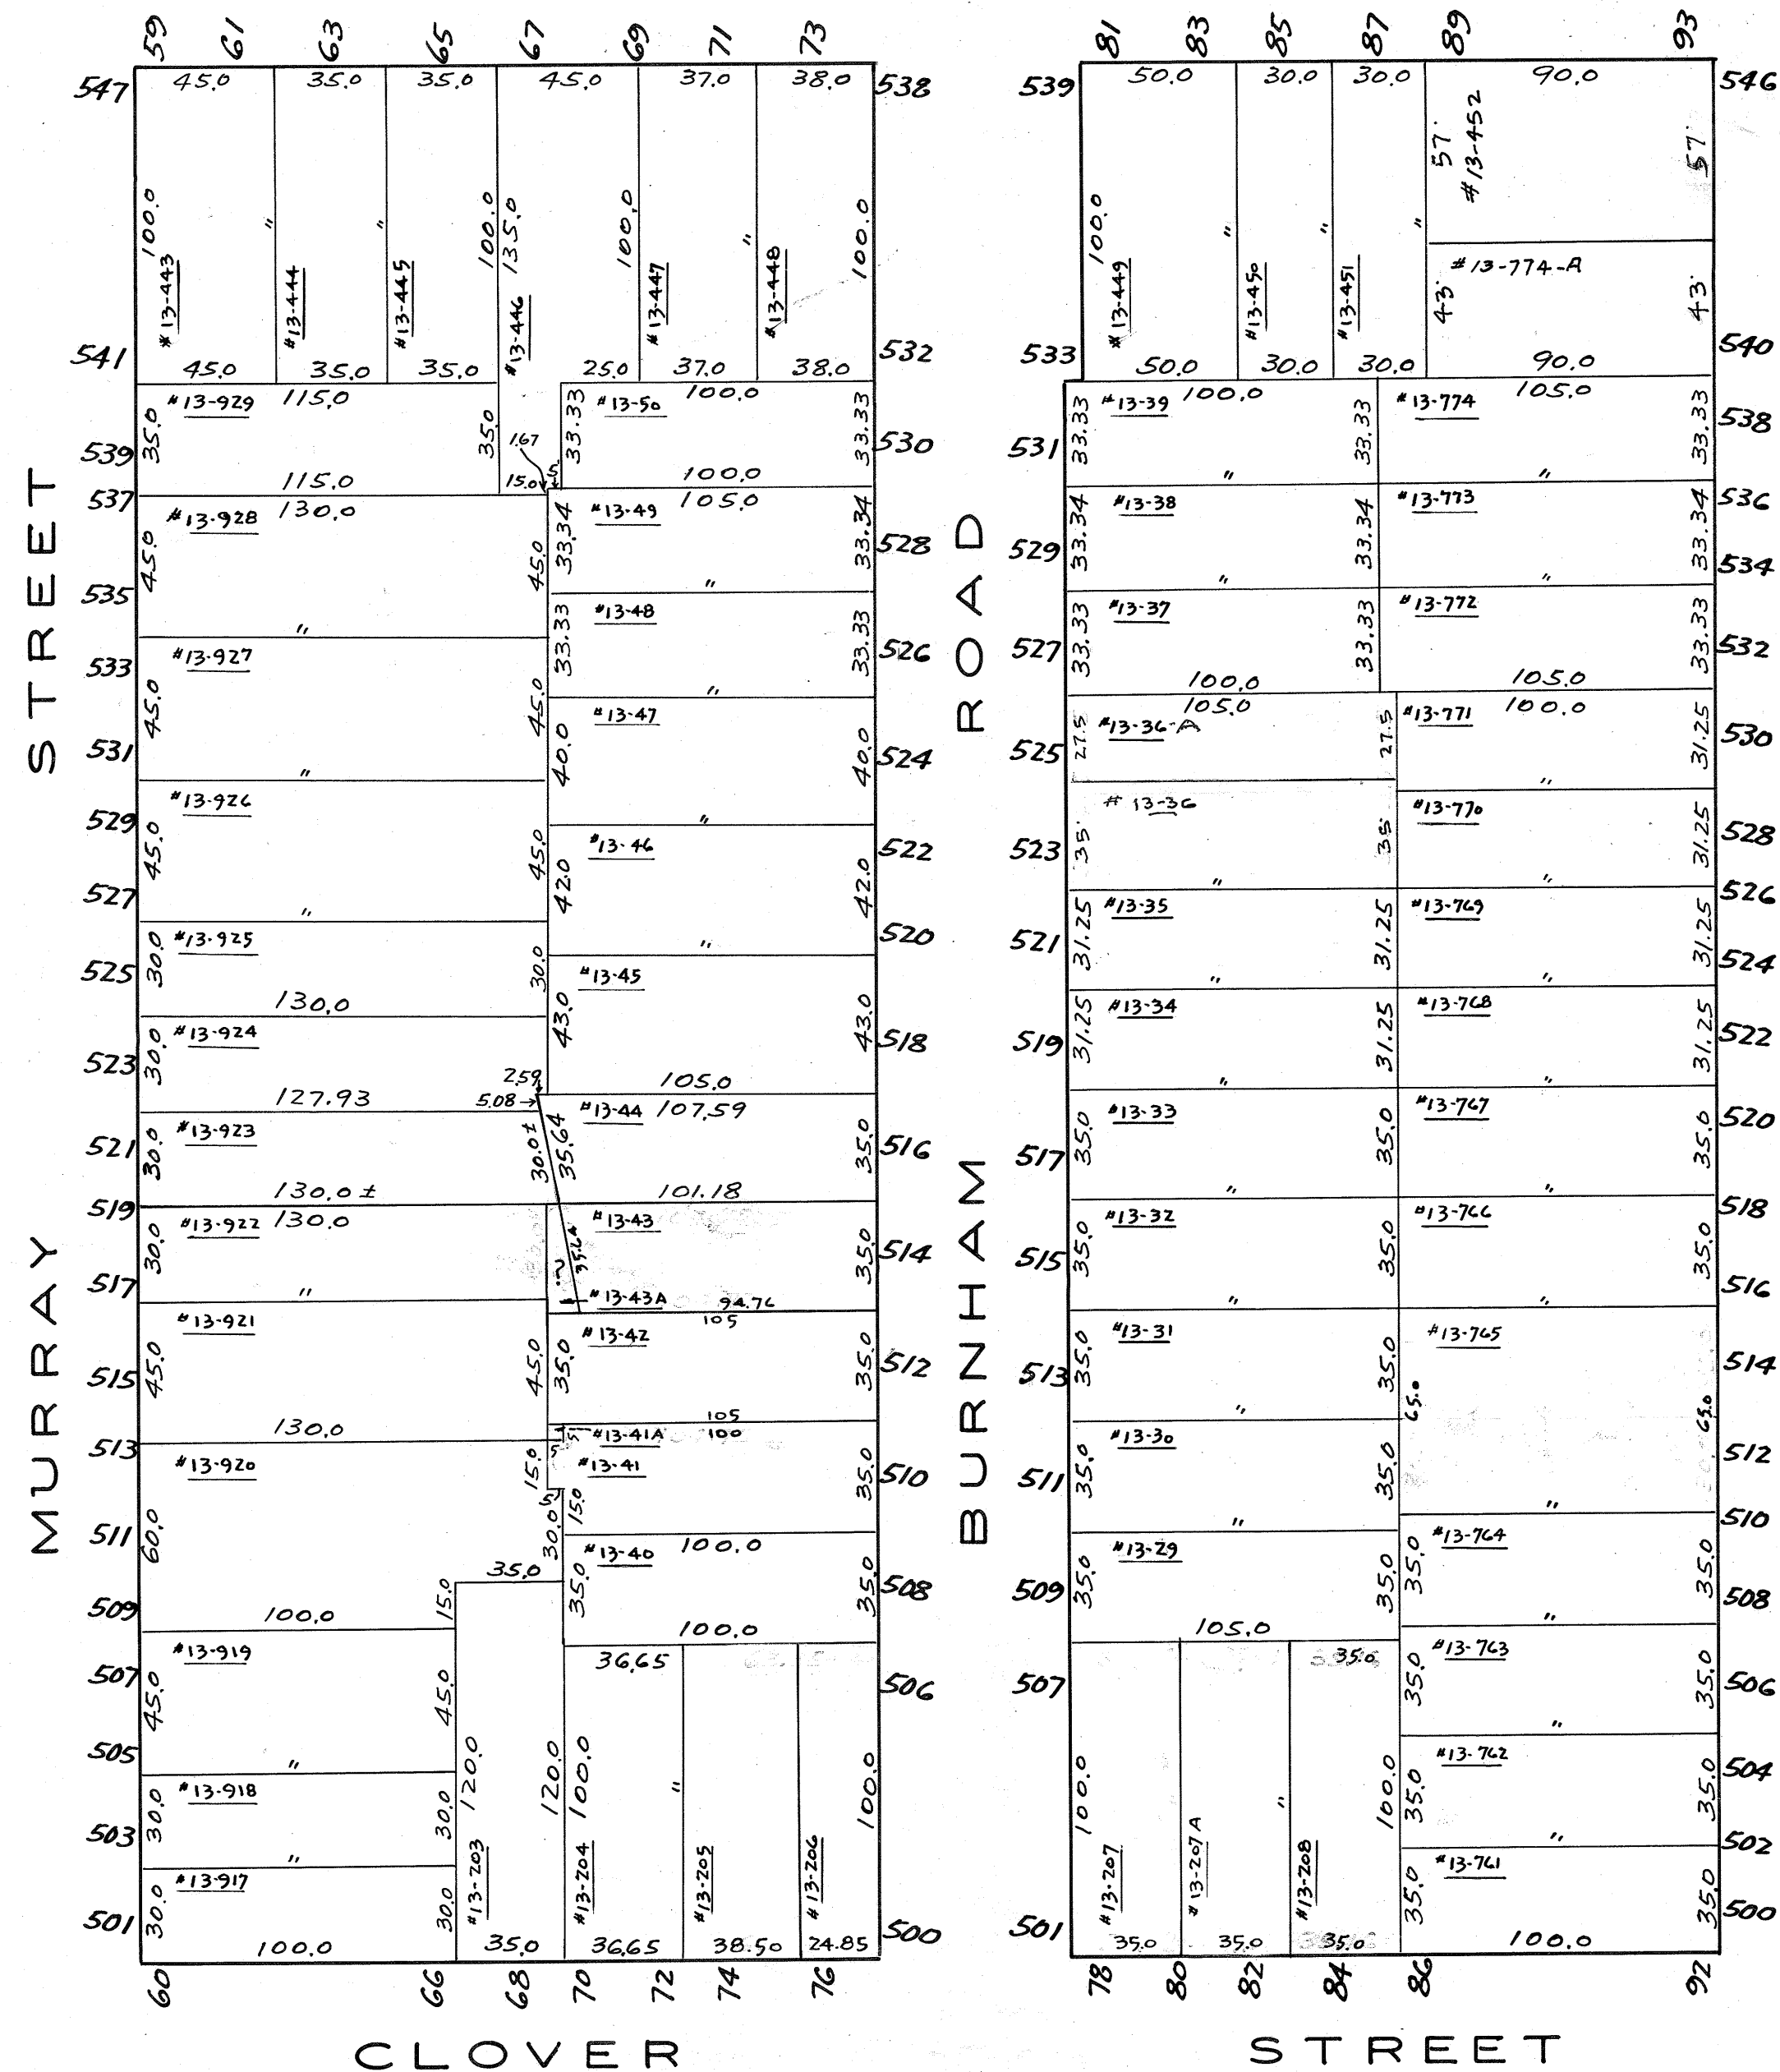 59 61 63 65 67 69 71 73 81 83 85 87 89 93
547 45.0 35.0 35.0 45.0 37.0 38.0 538 539 50.0 30.0 30.0 90.0 546
57' #13-452 57'
100.0 " " 100.0 135.0 100.0 " 100.0 100.0 " " "
#13-443 #13-444 #13-445 #13-446 #13-447 #13-448 #13-449 #13-450 #13-451 43' #13-774-A 43'
541 45.0 35.0 35.0 25.0 37.0 38.0 532 533 50.0 30.0 30.0 90.0 540
#13-929 115.0 33.33 #13-50 100.0 33.33 #13-39 100.0 #13-774 105.0
539 35.0 35.0 1.67 33.33 530 531 33.33 33.33 33.33 538
115.0 15.0 5. 100.0 " "
537 #13-928 130.0 #13-49 105.0 #13-38 #13-773 536
45.0 45.0 33.34 33.34 528 529 33.34 33.34 33.34 534
535 " " " "
#13-48 #13-37 #13-772
533 #13-927 33.33 33.33 526 527 33.33 33.33 33.33 532
" 100.0 105.0
45.0 45.0 #13-47 #13-36-A 105.0 #13-771 100.0
531 " 40.0 40.0 524 525 27.5 27.5 31.25 530
#13-926 " "
529 45.0 45.0 #13-46 #13-36 #13-770
42.0 42.0 522 523 35' 35' 31.25 528
527 " " " " 526
525 30.0 #13-925 30.0 520 521 31.25 #13-35 31.25 #13-769 31.25 524
130.0 #13-45 " "
523 30.0 #13-924 43.0 43.0 518 519 31.25 #13-34 31.25 #13-768 31.25 522
127.93 2.59 5.08 105.0 " "
521 30.0 #13-923 30.0± 35.64 #13-44 107.59 35.0 516 517 35.0 #13-33 35.0 #13-767 35.0 520
130.0± 101.18 " "
519 #13-922 130.0 #13-43 #13-32 #13-766 518
30.0 ? 35.64 35.0 514 515 35.0 35.0 35.0
517 " #13-43A 94.76 " " 516
#13-921 105
515 45.0 45.0 35.0 #13-42 35.0 512 513 35.0 #13-31 35.0 #13-765 514
105 " 65.0 65.0
513 130.0 5 #13-41A 100 512
#13-920 15.0 5 #13-41 35.0 510 511 35.0 #13-30 35.0
511 60.0 5 30.0 15.0 " " 510
35.0 #13-40 100.0 #13-29 #13-764
509 100.0 15.0 35.0 35.0 508 509 35.0 35.0 35.0 35.0 508
100.0 105.0 "
507 45.0 #13-919 45.0 36.65 506 507 35.0 35.0 #13-763 35.0 506
505 " "
120.0 120.0 100.0 " 100.0 100.0 " 100.0 #13-762 504
503 30.0 #13-918 30.0 35.0 35.0
" " 502
#13-917 #13-203 #13-204 #13-205 #13-206 #13-207 #13-207A #13-208 #13-761
501 30.0 30.0 500 501 35.0 35.0 500
100.0 35.0 36.65 38.50 24.85 35.0 35.0 35.0 100.0
60 66 68 70 72 74 76 78 80 82 84 86 92
MURRAY STREET
BURNHAM ROAD
CLOVER STREET